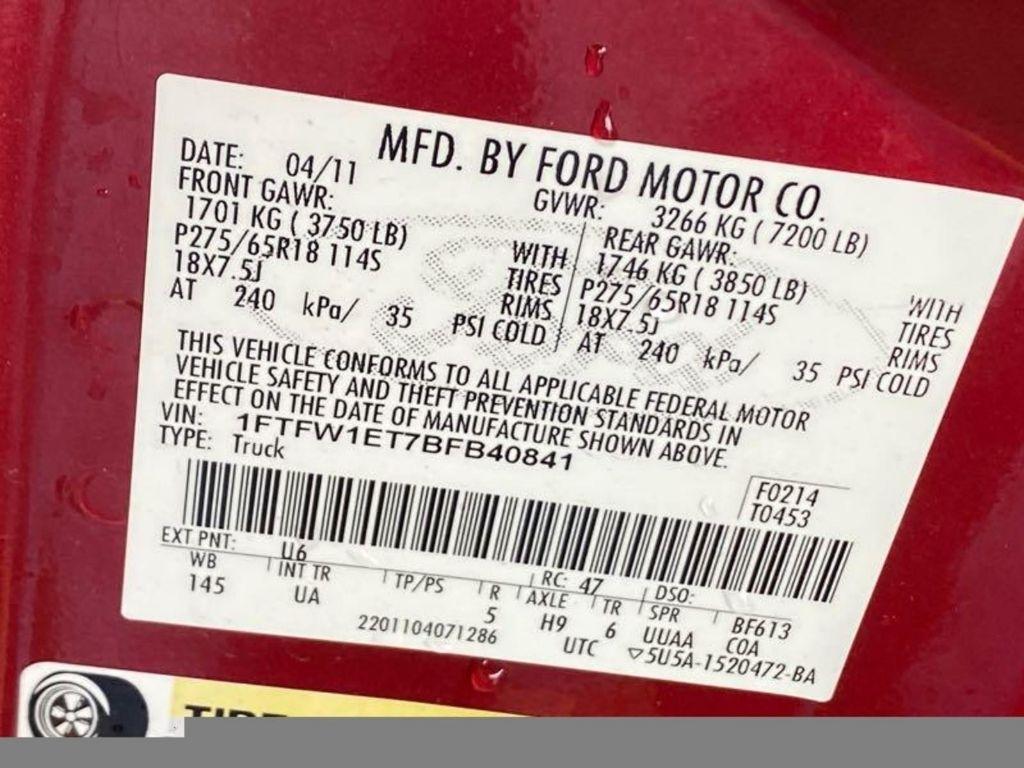 MFD. BY FORD MOTOR CO.
DATE: 04/11
GVWR: 3266 KG ( 7200 LB)
FRONT GAWR:
1701 KG ( 3750 LB)
P275/65R18 114S
18X7.5J
WITH
TIRES
RIMS
AT 240 kPa/ 35 PSI COLD
REAR GAWR:
1746 KG ( 3850 LB)
P275/65R18 114S
18X7.5J
WITH
TIRES
RIMS
AT 240 kPa/ 35 PSI COLD
THIS VEHICLE CONFORMS TO ALL APPLICABLE FEDERAL MOTOR
VEHICLE SAFETY AND THEFT PREVENTION STANDARDS IN
EFFECT ON THE DATE OF MANUFACTURE SHOWN ABOVE.
VIN: 1FTFW1ET7BFB40841
TYPE: Truck
F0214
T0453
EXT PNT: U6 RC: 47 DSO:
WB INT TR TP/PS R AXLE TR SPR BF613
145 UA 5 H9 6 UUAA COA
2201104071286 UTC ▽5U5A-1520472-BA